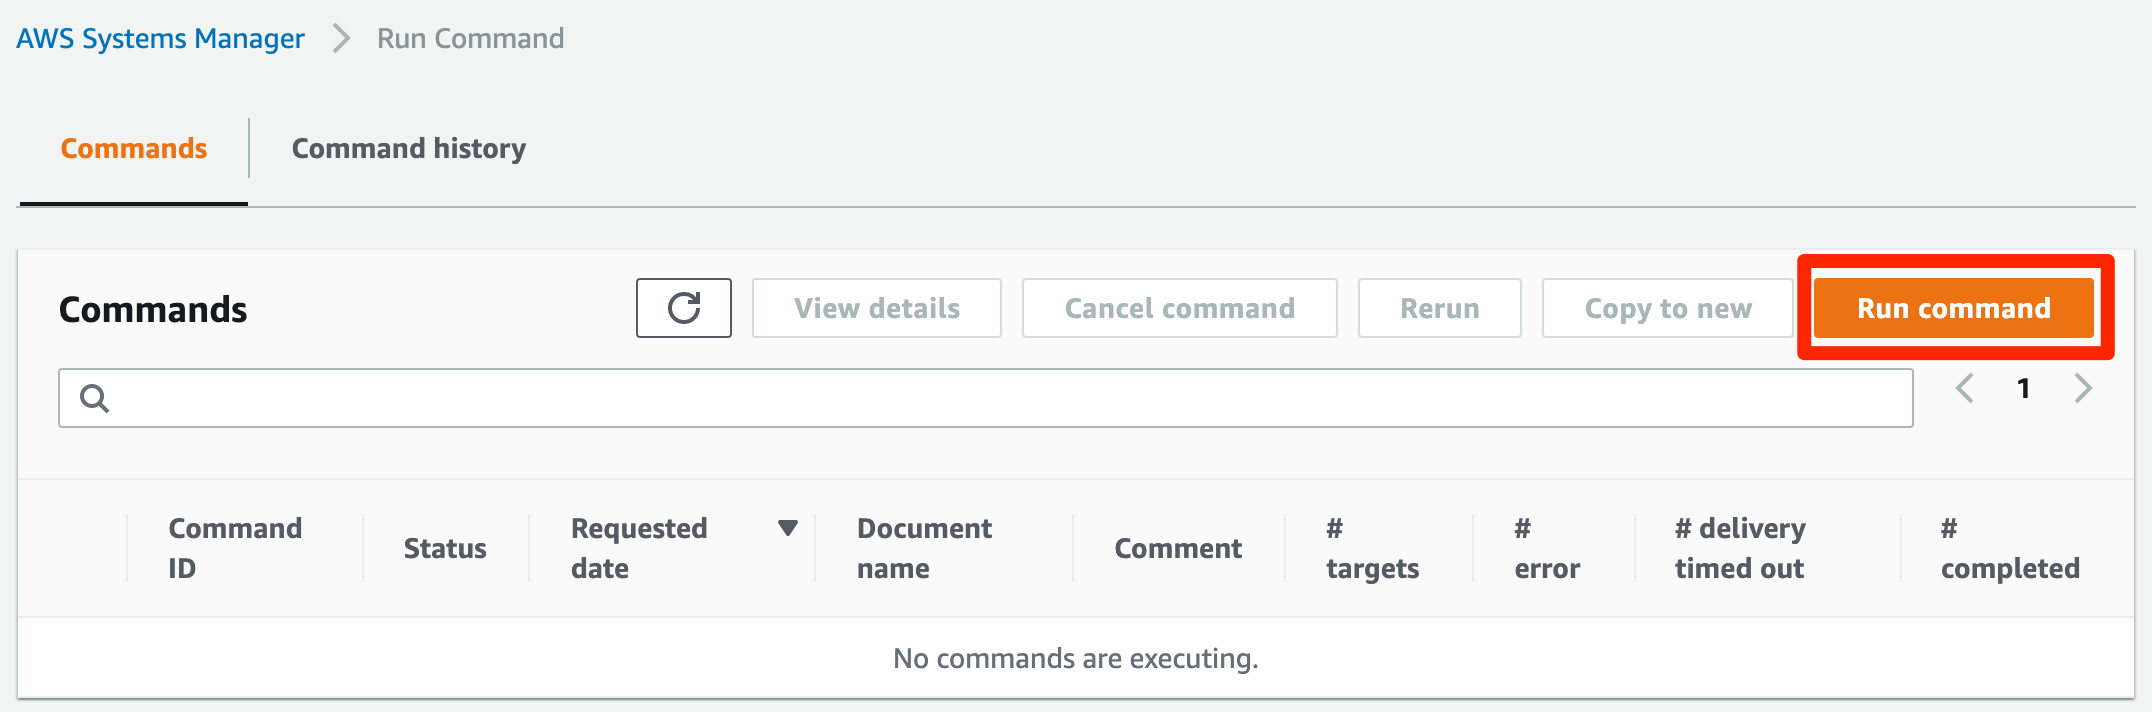 AWS Systems Manager Run Command
Commands Command history
Commands View details Cancel command Rerun Copy to new Run command
1
Command ID Status Requested date Document name Comment # targets # error # delivery timed out # completed
No commands are executing.